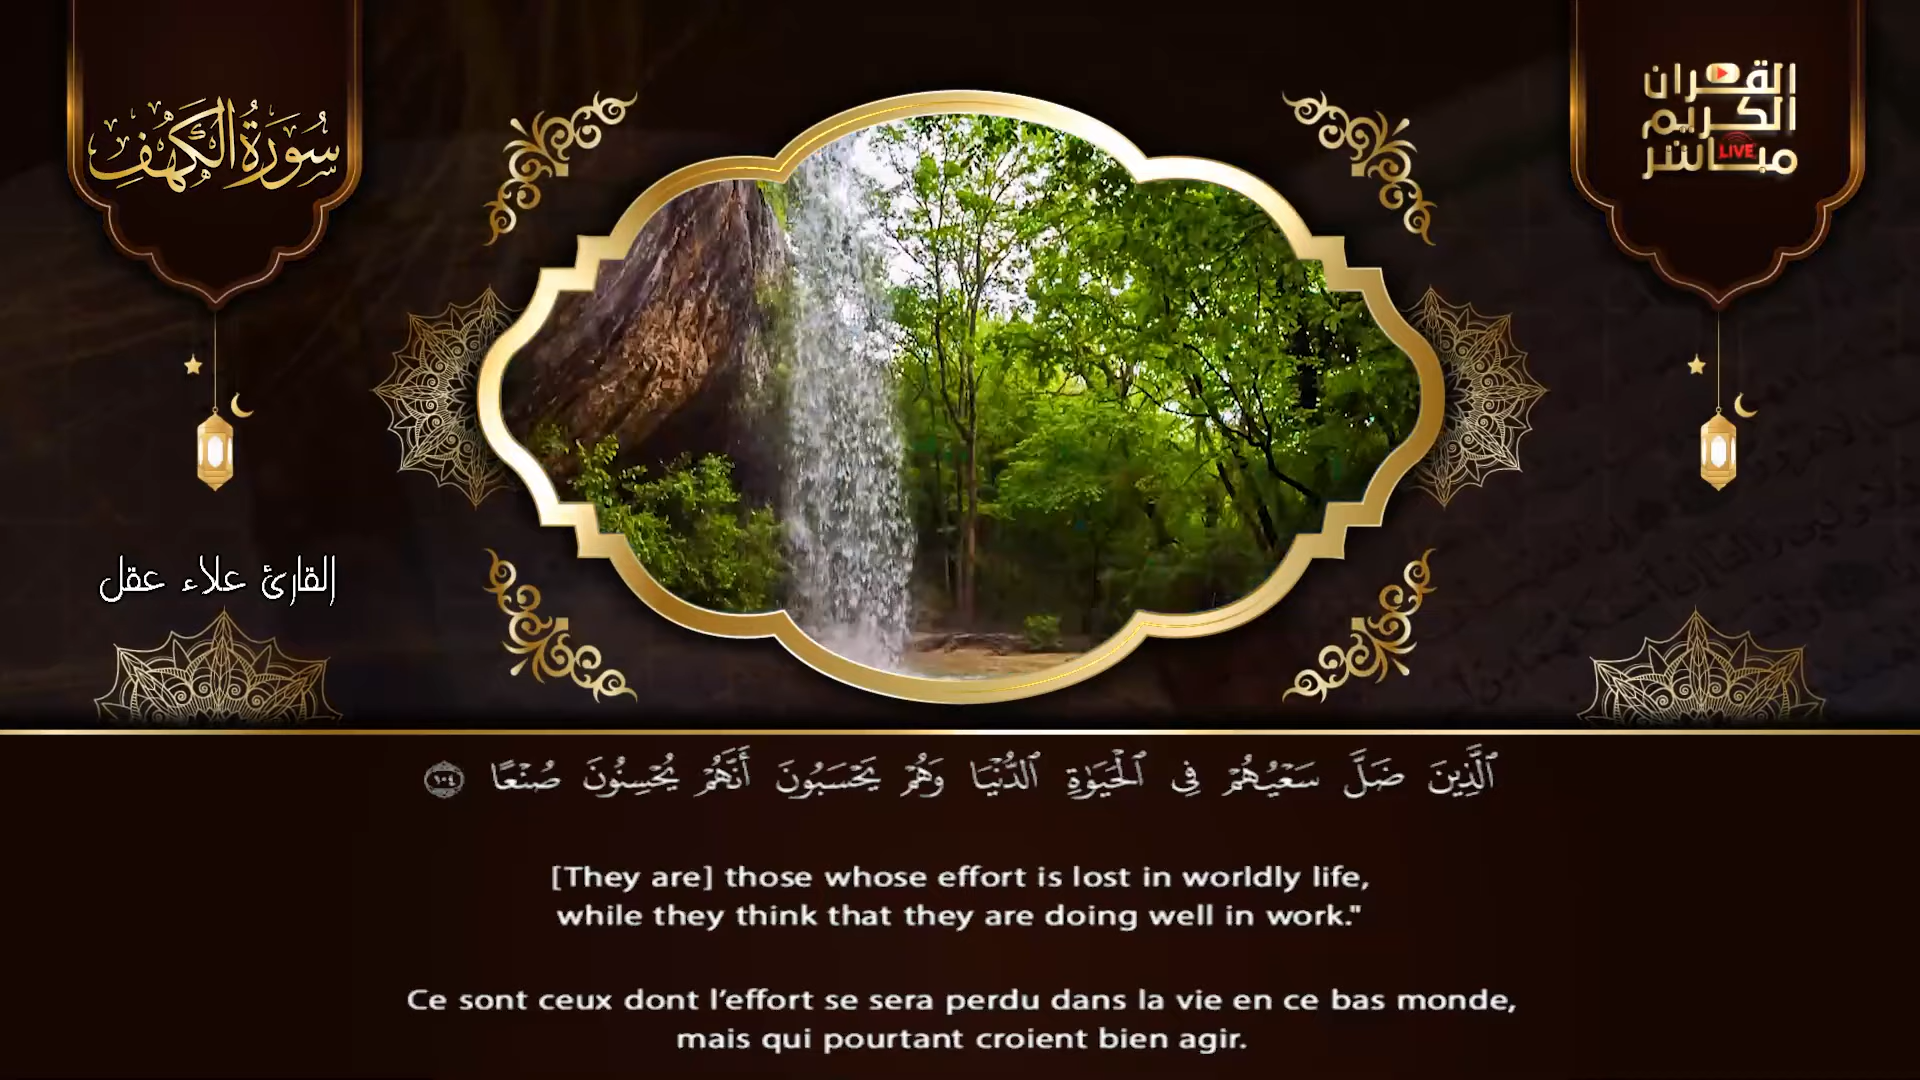 سُورَةُ الكَهْفِ
القران
الكريم
مباشر
LIVE
القارئ علاء عقل
ٱلَّذِينَ ضَلَّ سَعْيُهُمْ فِى ٱلْحَيَوٰةِ ٱلدُّنْيَا وَهُمْ يَحْسَبُونَ أَنَّهُمْ يُحْسِنُونَ صُنْعًا ١٠٤
[They are] those whose effort is lost in worldly life,
while they think that they are doing well in work."
Ce sont ceux dont l’effort se sera perdu dans la vie en ce bas monde,
mais qui pourtant croient bien agir.